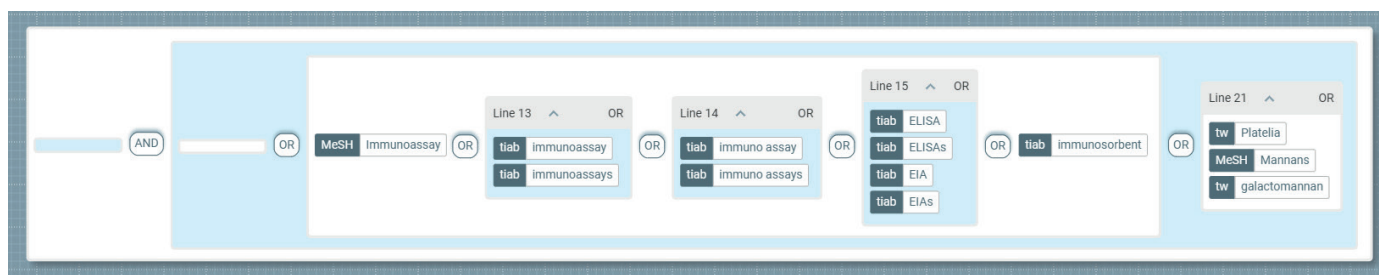 AND
OR
MeSH Immunoassay
OR
Line 13 OR
tiab immunoassay
tiab immunoassays
OR
Line 14 OR
tiab immuno assay
tiab immuno assays
OR
Line 15 OR
tiab ELISA
tiab ELISAs
tiab EIA
tiab EIAs
OR
tiab immunosorbent
OR
Line 21 OR
tw Platelia
MeSH Mannans
tw galactomannan